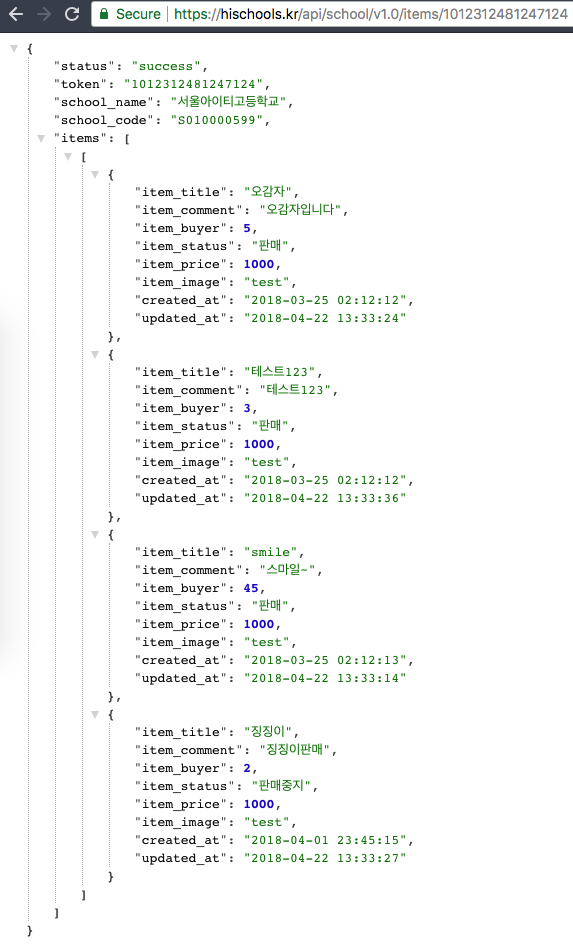 Secure | https://hischools.kr/api/school/v1.0/items/1012312481247124
{
"status": "success",
"token": "1012312481247124",
"school_name": "서울아이티고등학교",
"school_code": "S010000599",
"items": [
[
{
"item_title": "오감자",
"item_comment": "오감자입니다",
"item_buyer": 5,
"item_status": "판매",
"item_price": 1000,
"item_image": "test",
"created_at": "2018-03-25 02:12:12",
"updated_at": "2018-04-22 13:33:24"
},
{
"item_title": "테스트123",
"item_comment": "테스트123",
"item_buyer": 3,
"item_status": "판매",
"item_price": 1000,
"item_image": "test",
"created_at": "2018-03-25 02:12:12",
"updated_at": "2018-04-22 13:33:36"
},
{
"item_title": "smile",
"item_comment": "스마일~",
"item_buyer": 45,
"item_status": "판매",
"item_price": 1000,
"item_image": "test",
"created_at": "2018-03-25 02:12:13",
"updated_at": "2018-04-22 13:33:14"
},
{
"item_title": "징징이",
"item_comment": "징징이판매",
"item_buyer": 2,
"item_status": "판매중지",
"item_price": 1000,
"item_image": "test",
"created_at": "2018-04-01 23:45:15",
"updated_at": "2018-04-22 13:33:27"
}
]
]
}